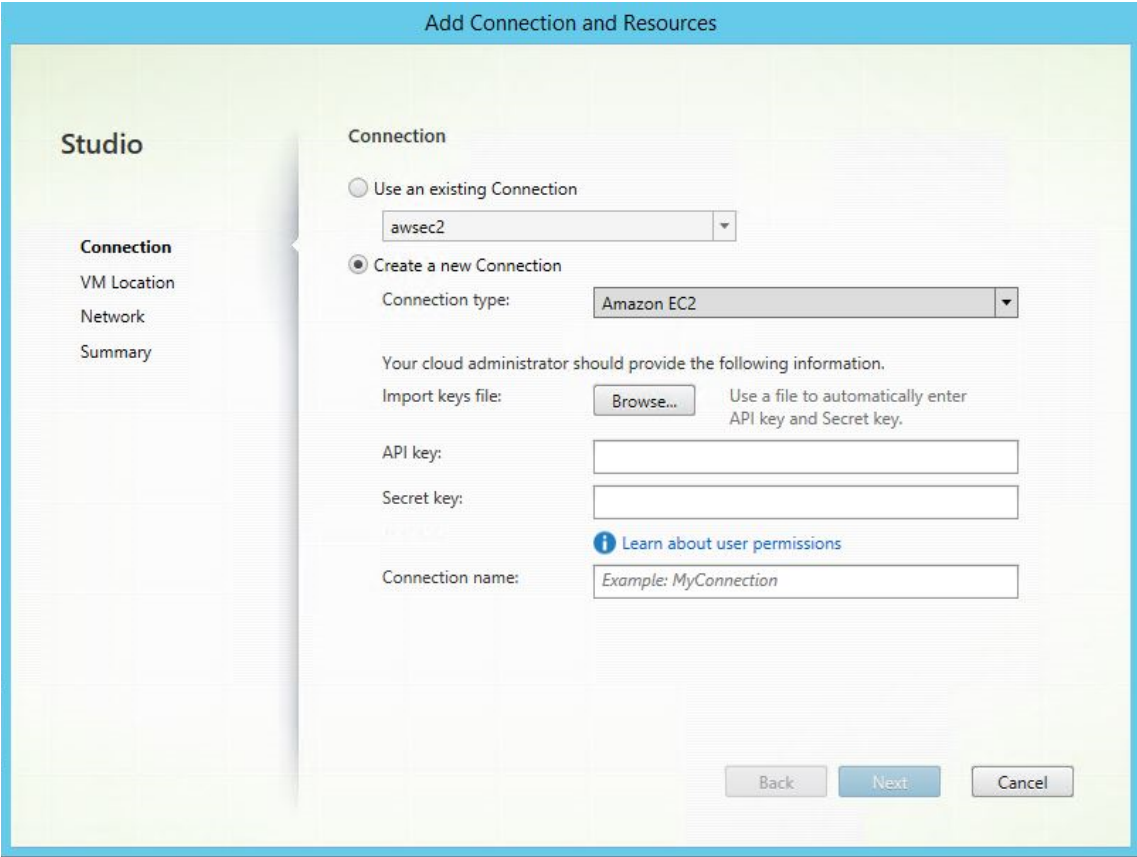 Add Connection and Resources
Studio
Connection
VM Location
Network
Summary
Connection
Use an existing Connection
awsec2
Create a new Connection
Connection type:
Amazon EC2
Your cloud administrator should provide the following information.
Import keys file:
Browse...
Use a file to automatically enter
API key and Secret key.
API key:
Secret key:
Learn about user permissions
Connection name:
Example: MyConnection
Back
Next
Cancel